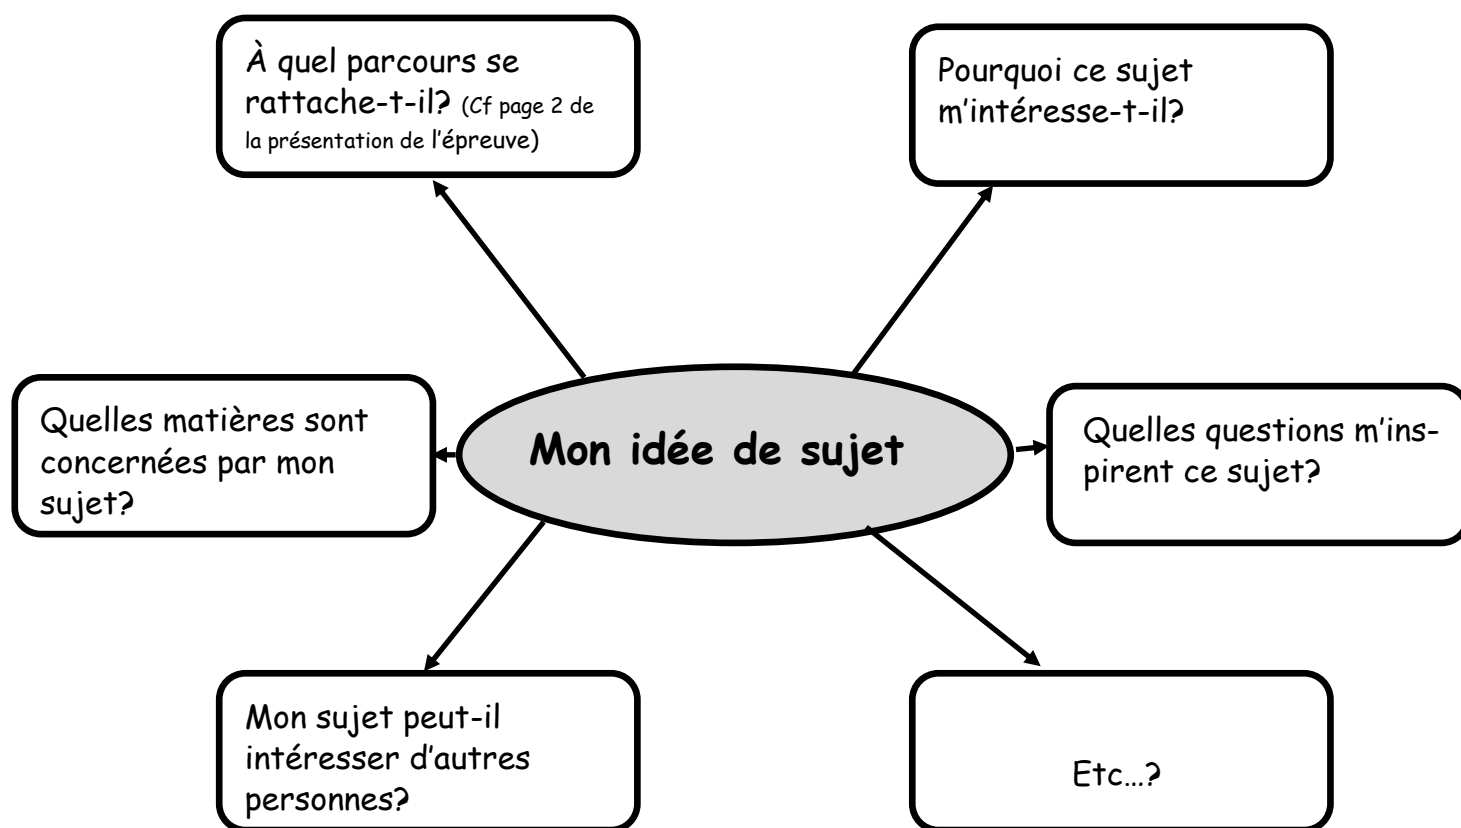 À quel parcours se
rattache-t-il? (Cf page 2 de
la présentation de l’épreuve)
Pourquoi ce sujet
m’intéresse-t-il?
Quelles matières sont
concernées par mon
sujet?
Mon idée de sujet
Quelles questions m’ins-
pirent ce sujet?
Mon sujet peut-il
intéresser d’autres
personnes?
Etc…?